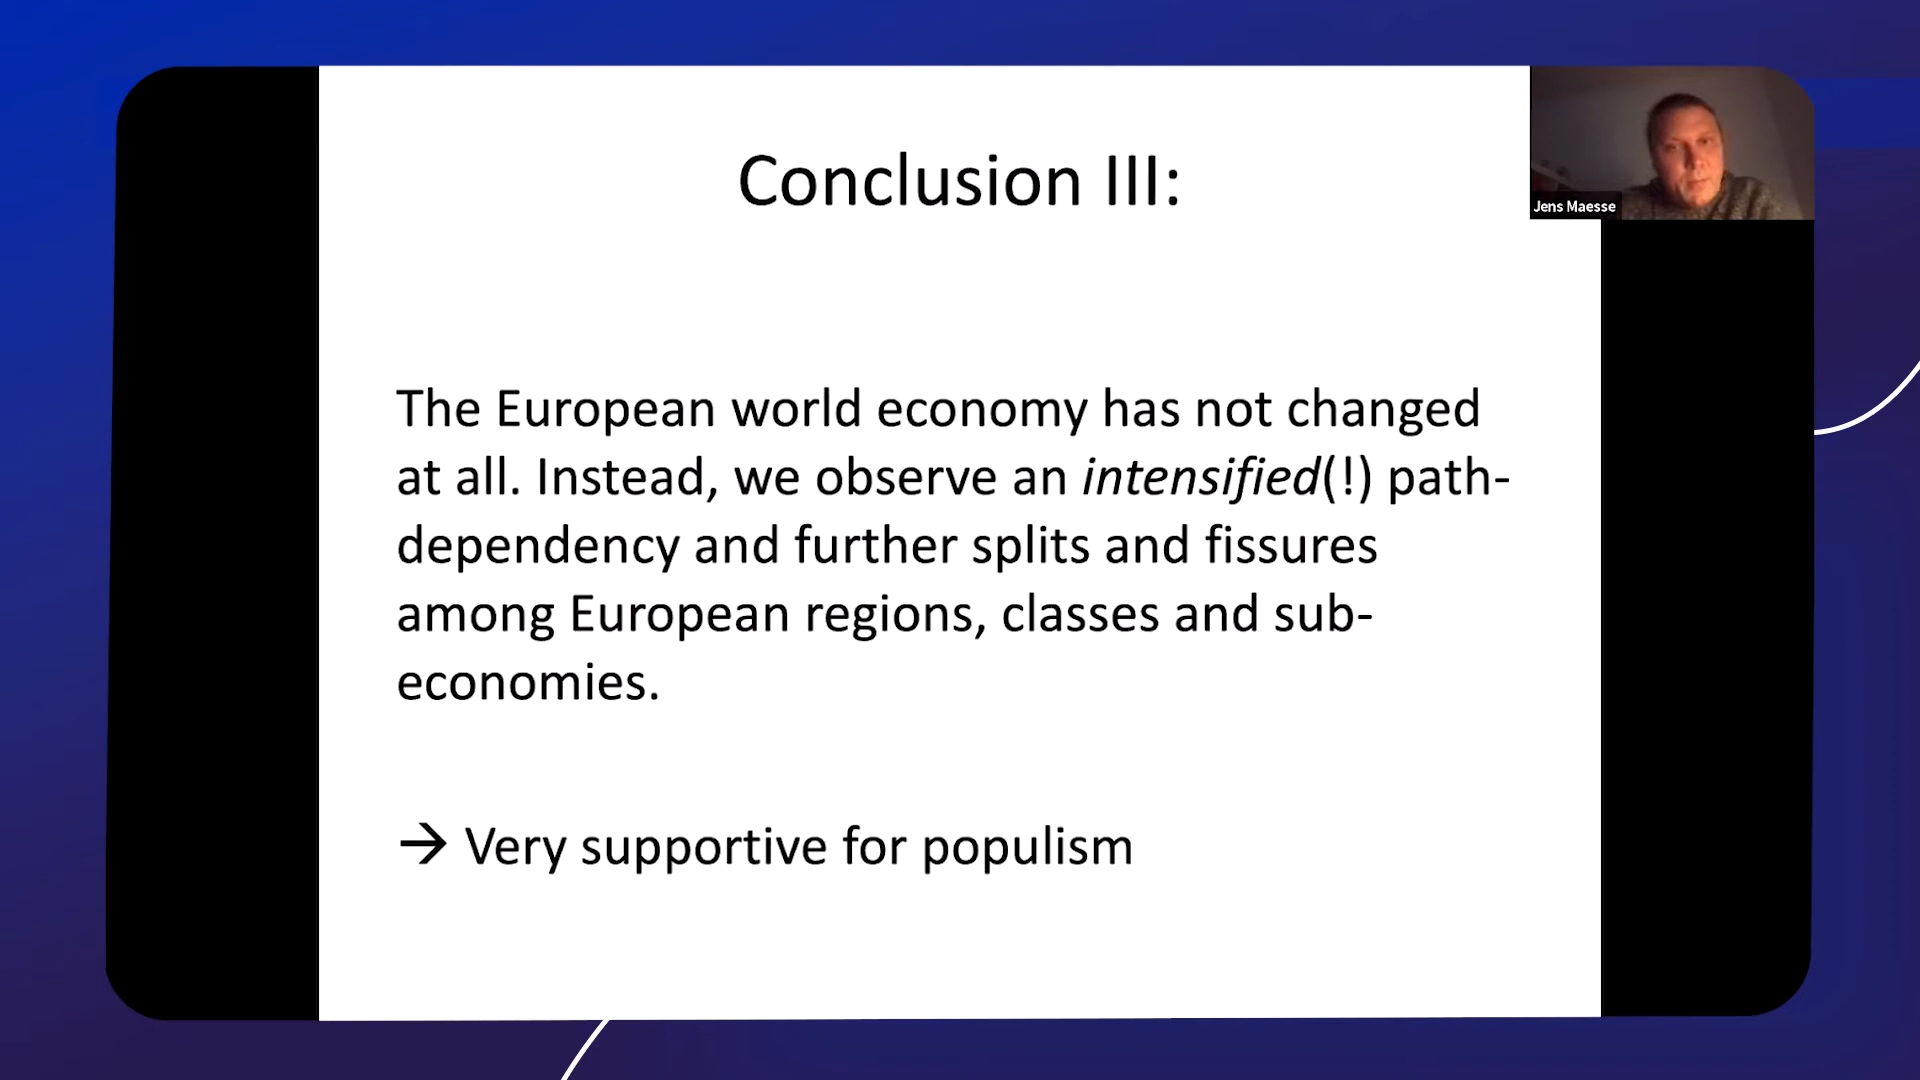 Conclusion III:
Jens Maesse
The European world economy has not changed
at all. Instead, we observe an intensified(!) path-
dependency and further splits and fissures
among European regions, classes and sub-
economies.
→ Very supportive for populism